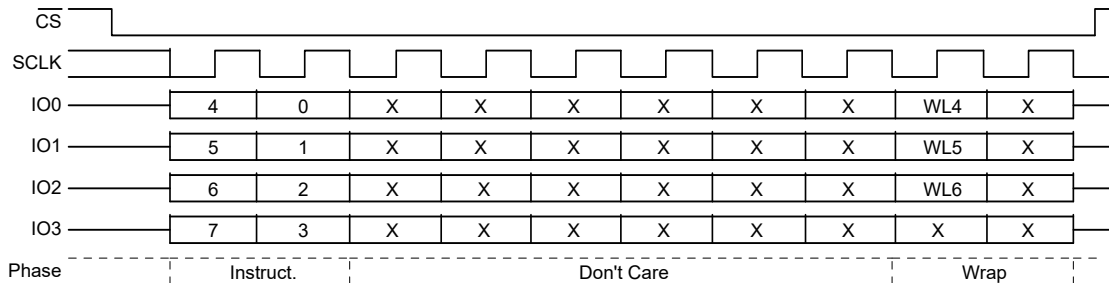 CS
SCLK
IO0 4 0 X X X X X X WL4 X
IO1 5 1 X X X X X X WL5 X
IO2 6 2 X X X X X X WL6 X
IO3 7 3 X X X X X X X X
Phase Instruct. Don't Care Wrap